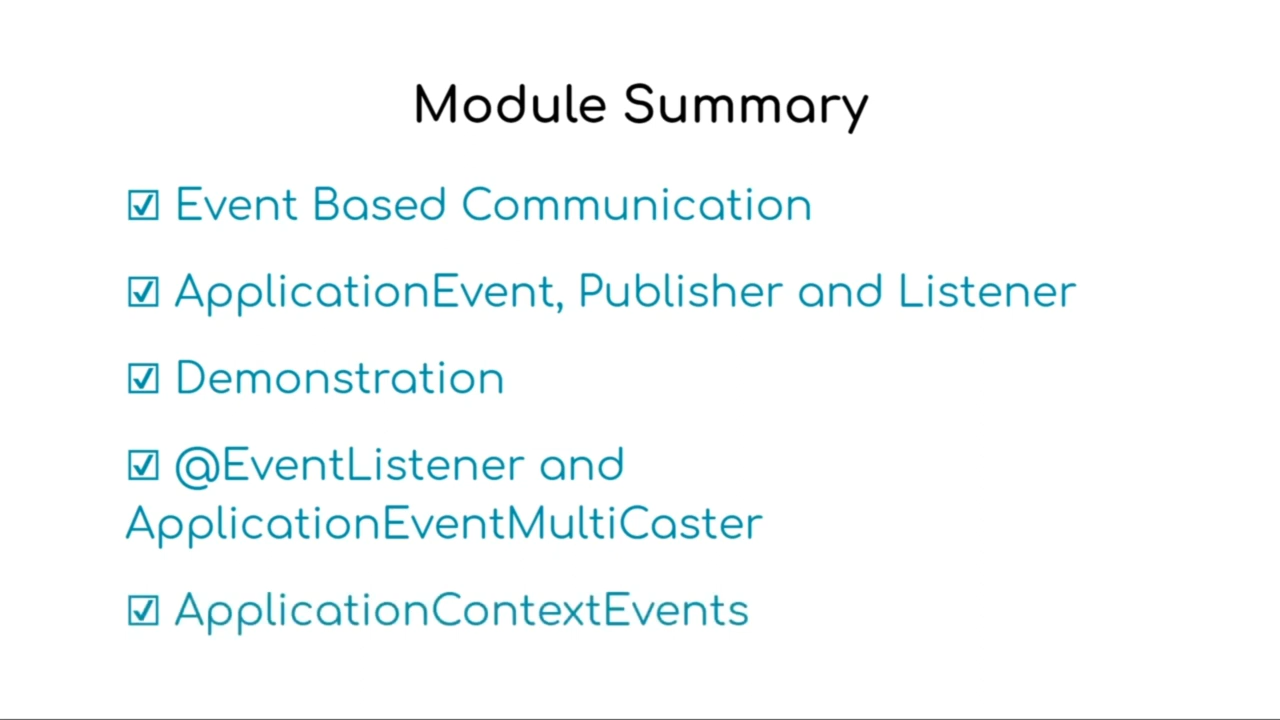 Module Summary
☑ Event Based Communication
☑ ApplicationEvent, Publisher and Listener
☑ Demonstration
☑ @EventListener and
ApplicationEventMultiCaster
☑ ApplicationContextEvents